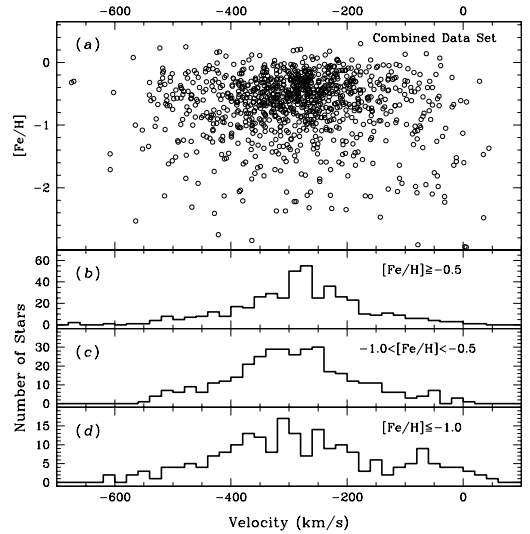 −600 −400 −200 0
(a) Combined Data Set
0
−1
−2
[Fe/H]
(b) [Fe/H]≧−0.5
60
40
20
0
(c) −1.0<[Fe/H]<−0.5
30
20
10
0
(d) [Fe/H]≦−1.0
15
10
5
0
Number of Stars
−600 −400 −200 0
Velocity (km/s)